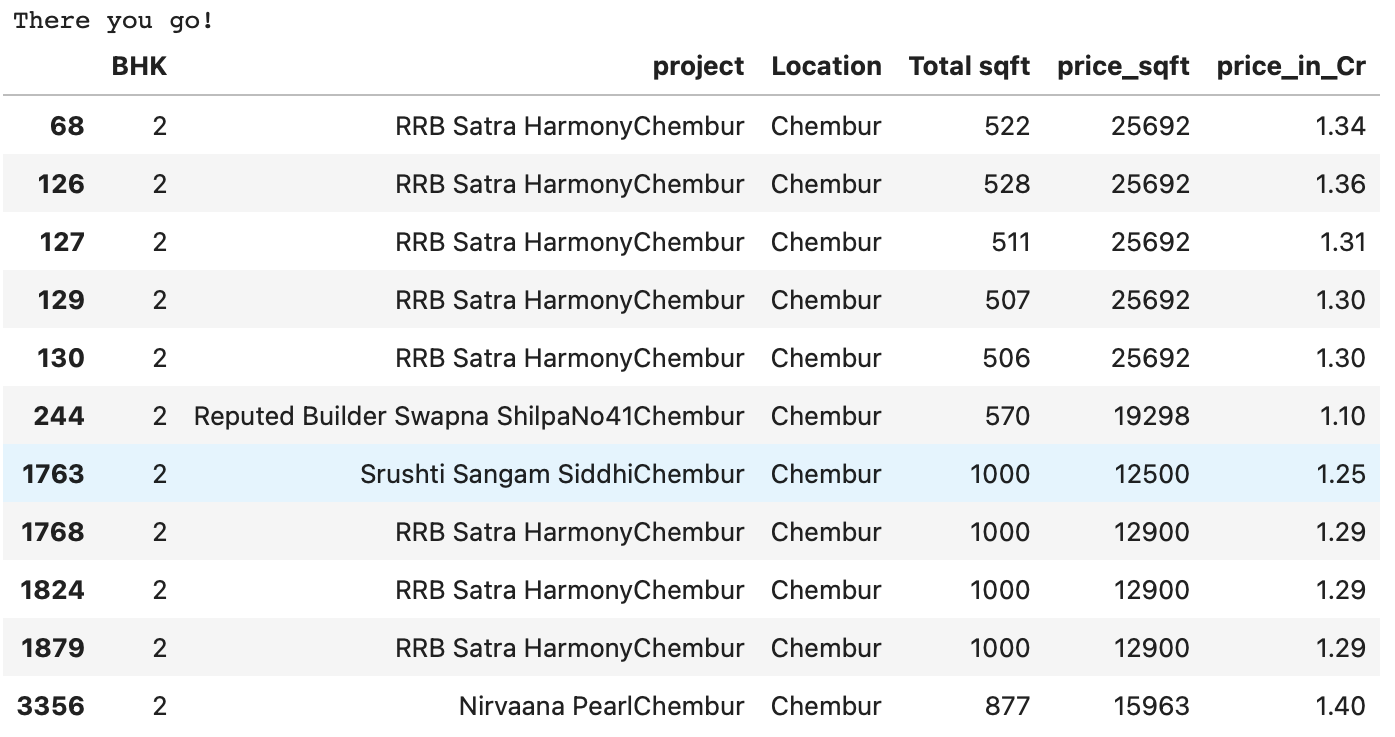 There you go!
BHK project Location Total sqft price_sqft price_in_Cr
68 2 RRB Satra HarmonyChembur Chembur 522 25692 1.34
126 2 RRB Satra HarmonyChembur Chembur 528 25692 1.36
127 2 RRB Satra HarmonyChembur Chembur 511 25692 1.31
129 2 RRB Satra HarmonyChembur Chembur 507 25692 1.30
130 2 RRB Satra HarmonyChembur Chembur 506 25692 1.30
244 2 Reputed Builder Swapna ShilpaNo41Chembur Chembur 570 19298 1.10
1763 2 Srushti Sangam SiddhiChembur Chembur 1000 12500 1.25
1768 2 RRB Satra HarmonyChembur Chembur 1000 12900 1.29
1824 2 RRB Satra HarmonyChembur Chembur 1000 12900 1.29
1879 2 RRB Satra HarmonyChembur Chembur 1000 12900 1.29
3356 2 Nirvaana PearlChembur Chembur 877 15963 1.40